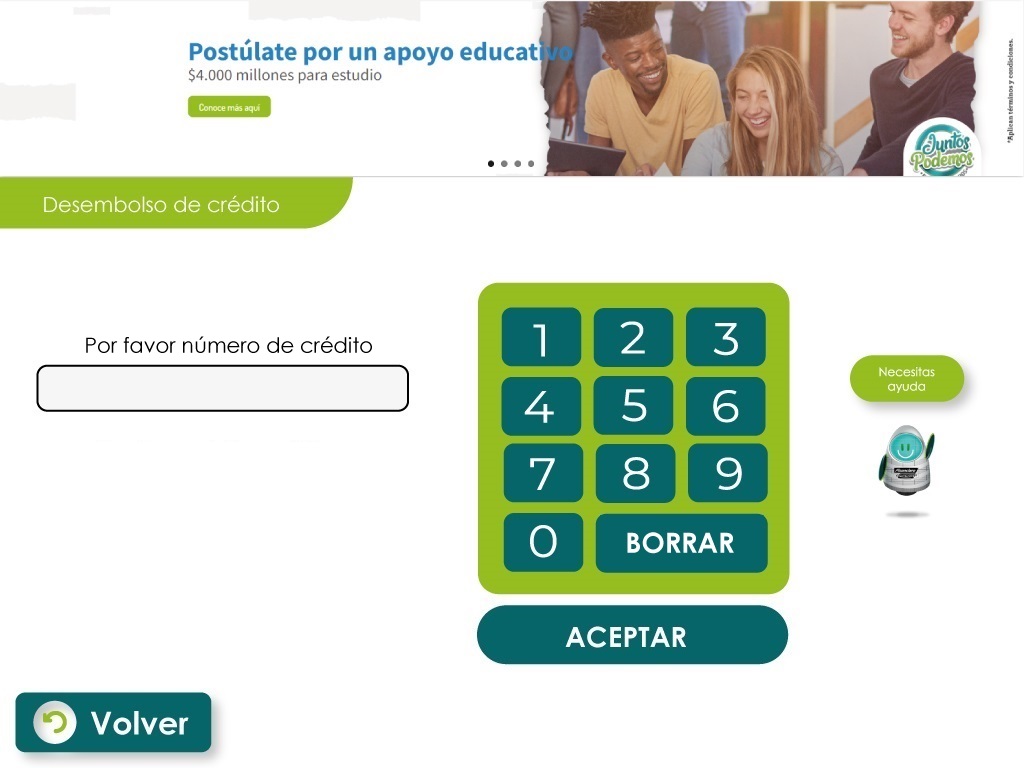 Postúlate por un apoyo educativo
$4.000 millones para estudio
Conoce más aquí
*Aplican términos y condiciones.
Juntos
Podemos
Desembolso de crédito
Por favor número de crédito
1 2 3
4 5 6
7 8 9
0 BORRAR
ACEPTAR
Necesitas
ayuda
Volver